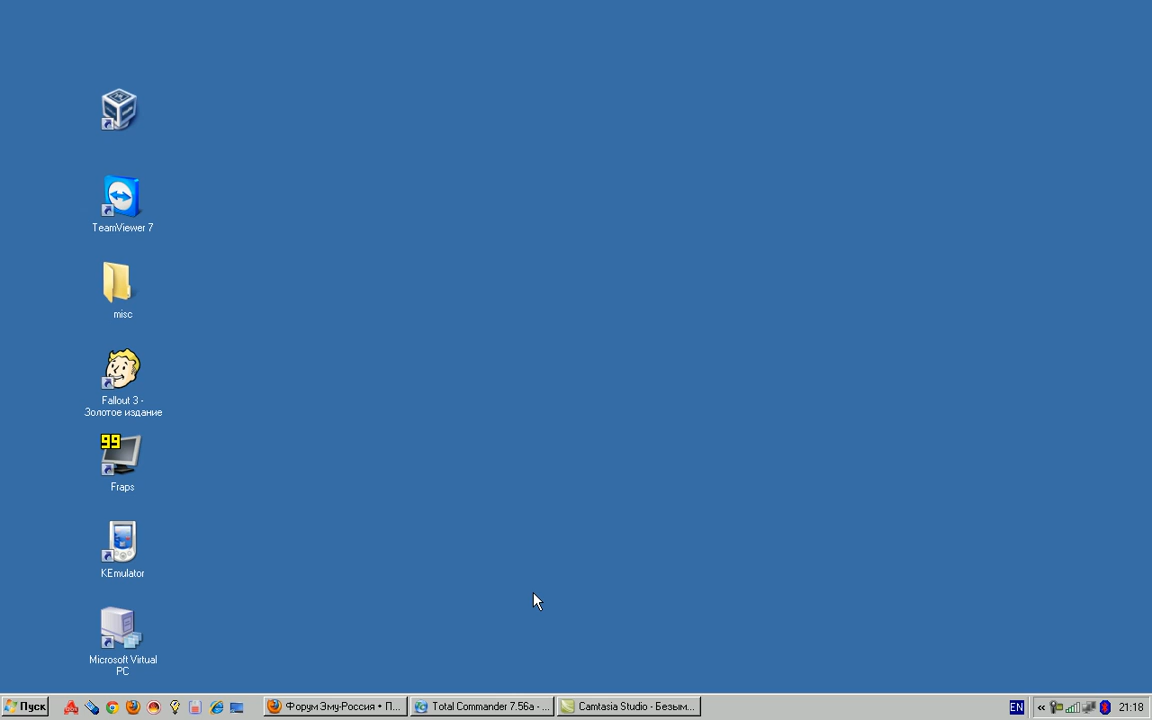 TeamViewer 7
misc
Fallout 3 -
Золотое издание
99
Fraps
KEmulator
Microsoft Virtual
PC
Пуск
Форум Эму-Россия • П...
Total Commander 7.56a - ...
Camtasia Studio - Безым...
EN
«
21:18